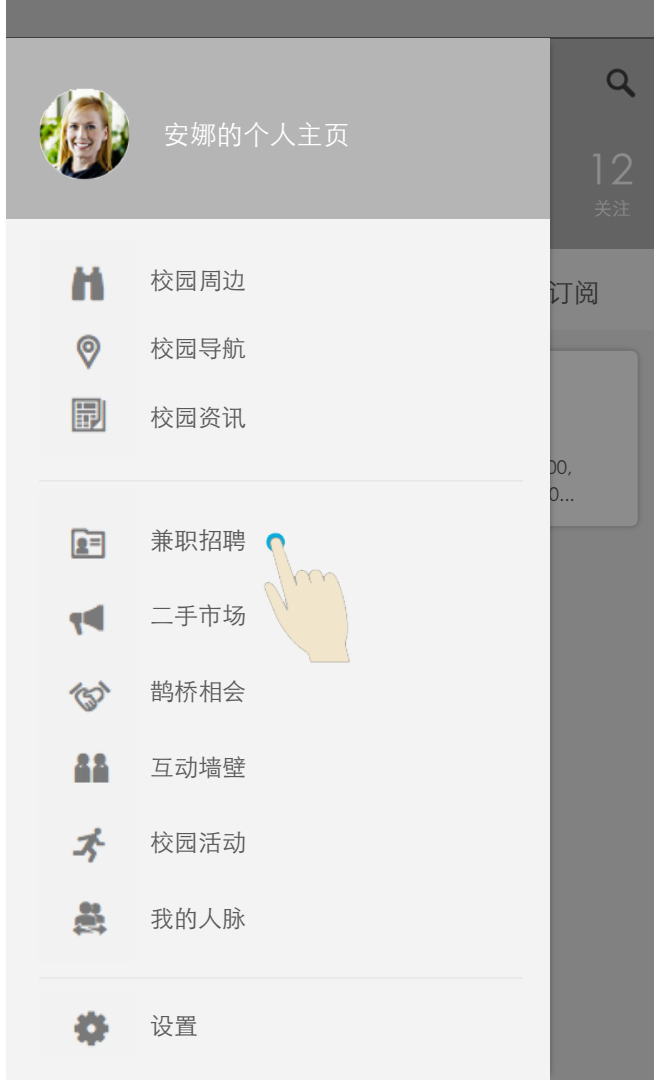 安娜的个人主页
12
关注
校园周边
订阅
校园导航
校园资讯
00,
0...
兼职招聘
二手市场
鹊桥相会
互动墙壁
校园活动
我的人脉
设置